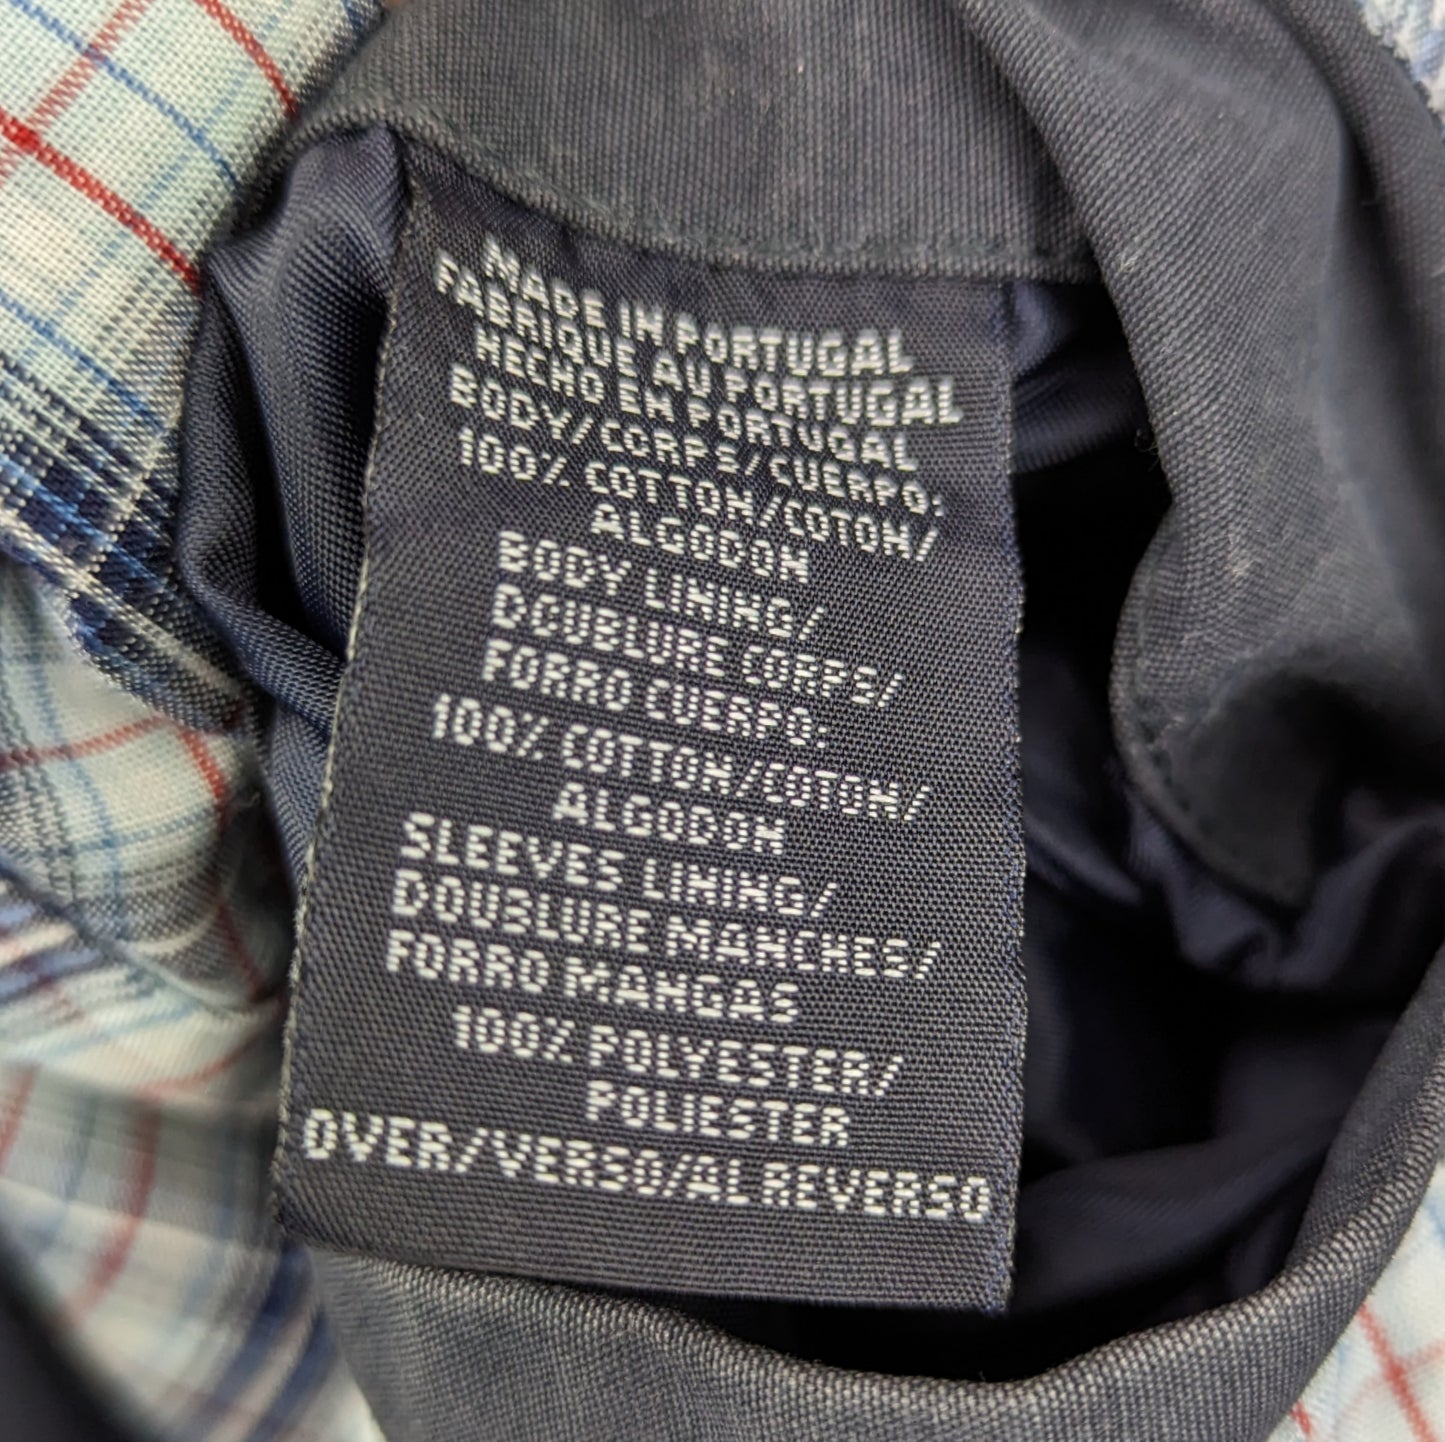 MADE IN PORTUGAL
FABRIQUE AU PORTUGAL
HECHO EN PORTUGAL
BODY/CORPS/CUERPO:
100% COTTON/COTON/
ALGODON
BODY LINING/
DOUBLURE CORPS/
FORRO CUERPO:
100% COTTON/COTON/
ALGODON
SLEEVES LINING/
DOUBLURE MANCHES/
FORRO MANGAS
100% POLYESTER/
POLIESTER
OVER/VERSO/AL REVERSO